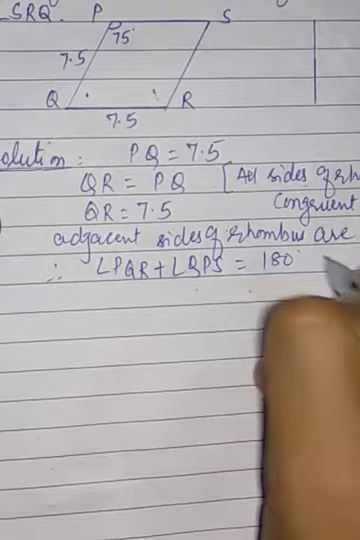 SRQ.
P S
75°
7.5
Q R
7.5
olution : PQ = 7.5
QR = PQ [All sides of rh
QR = 7.5 Congruent
adjacent sides of rhombus are
∴ ∠PQR + ∠QPS = 180°